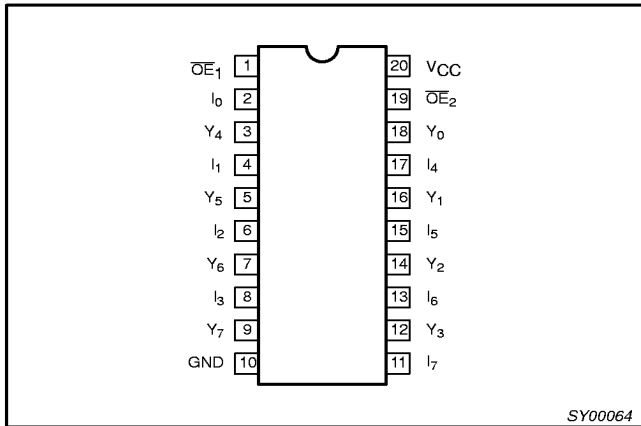 O̅E̅₁ 1 20 VCC
I₀ 2 19 O̅E̅₂
Y₄ 3 18 Y₀
I₁ 4 17 I₄
Y₅ 5 16 Y₁
I₂ 6 15 I₅
Y₆ 7 14 Y₂
I₃ 8 13 I₆
Y₇ 9 12 Y₃
GND 10 11 I₇
SY00064